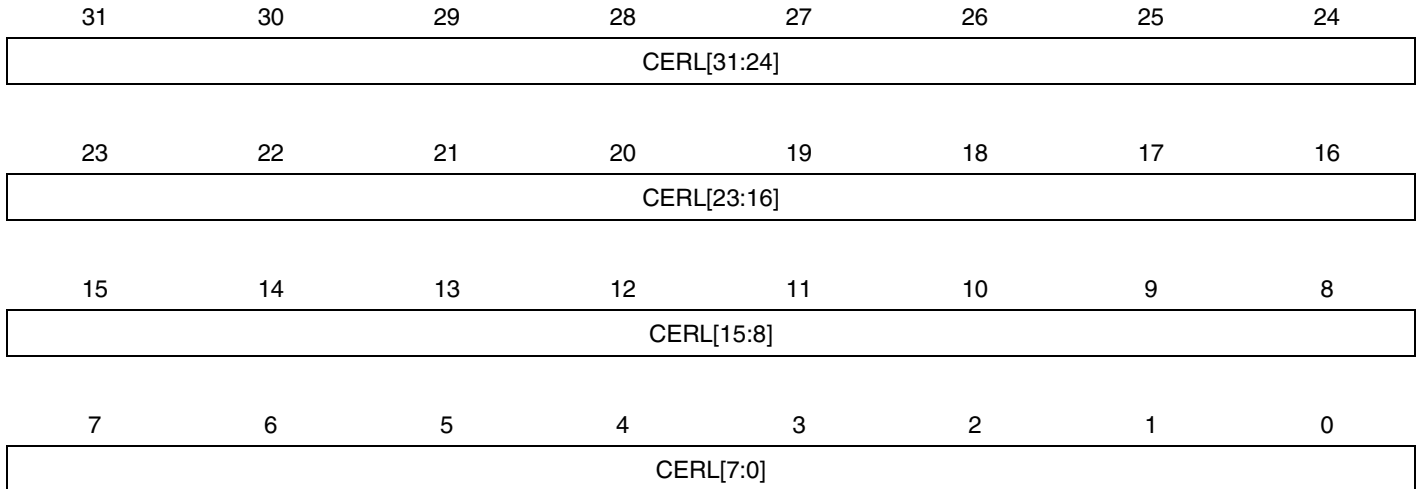 31 30 29 28 27 26 25 24
CERL[31:24]
23 22 21 20 19 18 17 16
CERL[23:16]
15 14 13 12 11 10 9 8
CERL[15:8]
7 6 5 4 3 2 1 0
CERL[7:0]